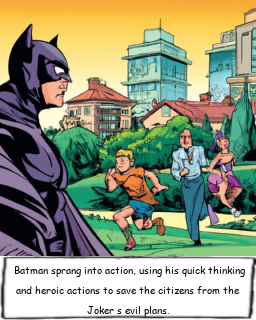 Batman sprang into action, using his quick thinking
and heroic actions to save the citizens from the
Joker s evil plans.